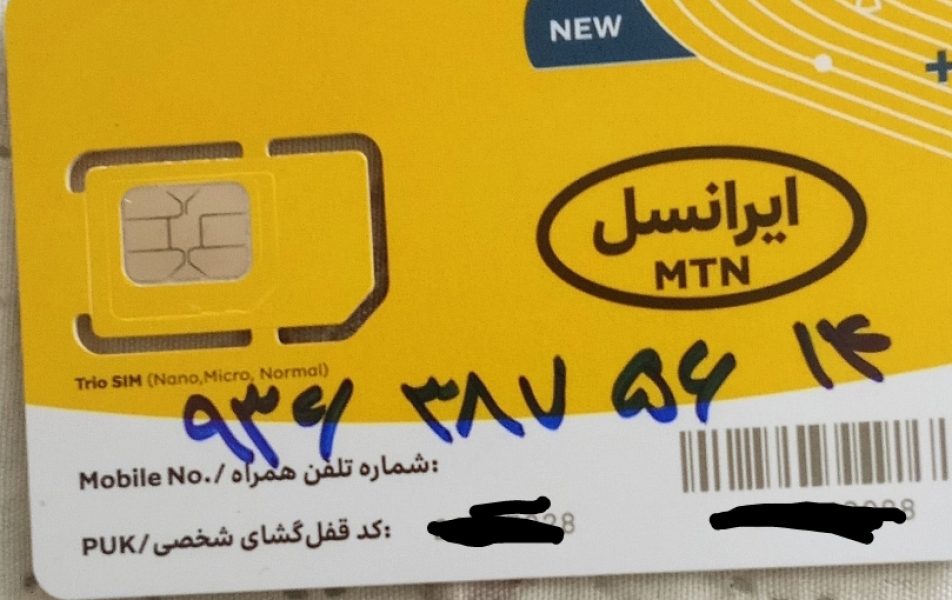 NEW
ایرانسل
MTN
Trio SIM (Nano,Micro, Normal)
۹۳۶ ۳۸۷ ۵۶ ۱۴
Mobile No./شماره تلفن همراه:
PUK/کد قفل‌گشای شخصی: